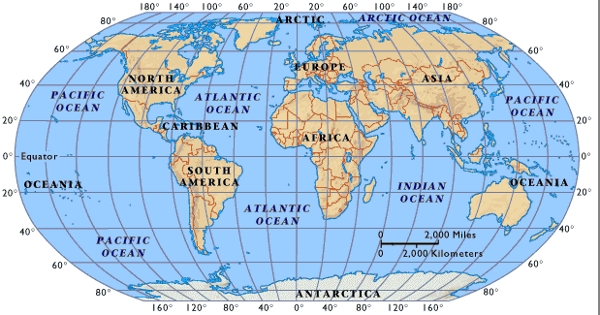 180° 140° 100° 20° 20° 60° 100° 140° 180°
ARCTIC
ARCTIC OCEAN
80° 80°
60° 60°
EUROPE
NORTH
AMERICA
ASIA
40° 40°
PACIFIC
OCEAN
ATLANTIC
OCEAN
PACIFIC
OCEAN
20° 20°
CARIBBEAN
AFRICA
0° Equator 0°
SOUTH
AMERICA
OCEANIA
INDIAN
OCEAN
OCEANIA
20° 20°
ATLANTIC
OCEAN
40° 40°
PACIFIC
OCEAN
0 2,000 Miles
0 2,000 Kilometers
60° 60°
80° 80°
ANTARCTICA
160° 120° 80° 60° 40° 0° 40° 80° 120° 160°